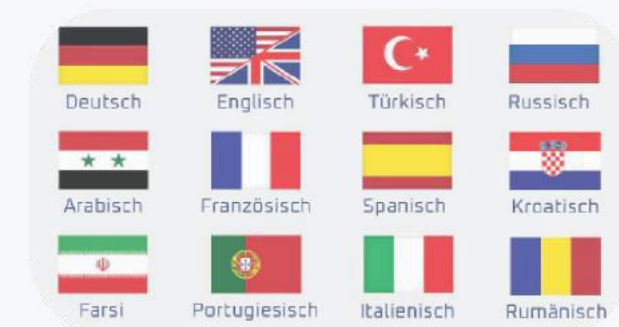 Deutsch Englisch Türkisch Russisch
Arabisch Französisch Spanisch Kroatisch
Farsi Portugiesisch Italienisch Rumänisch